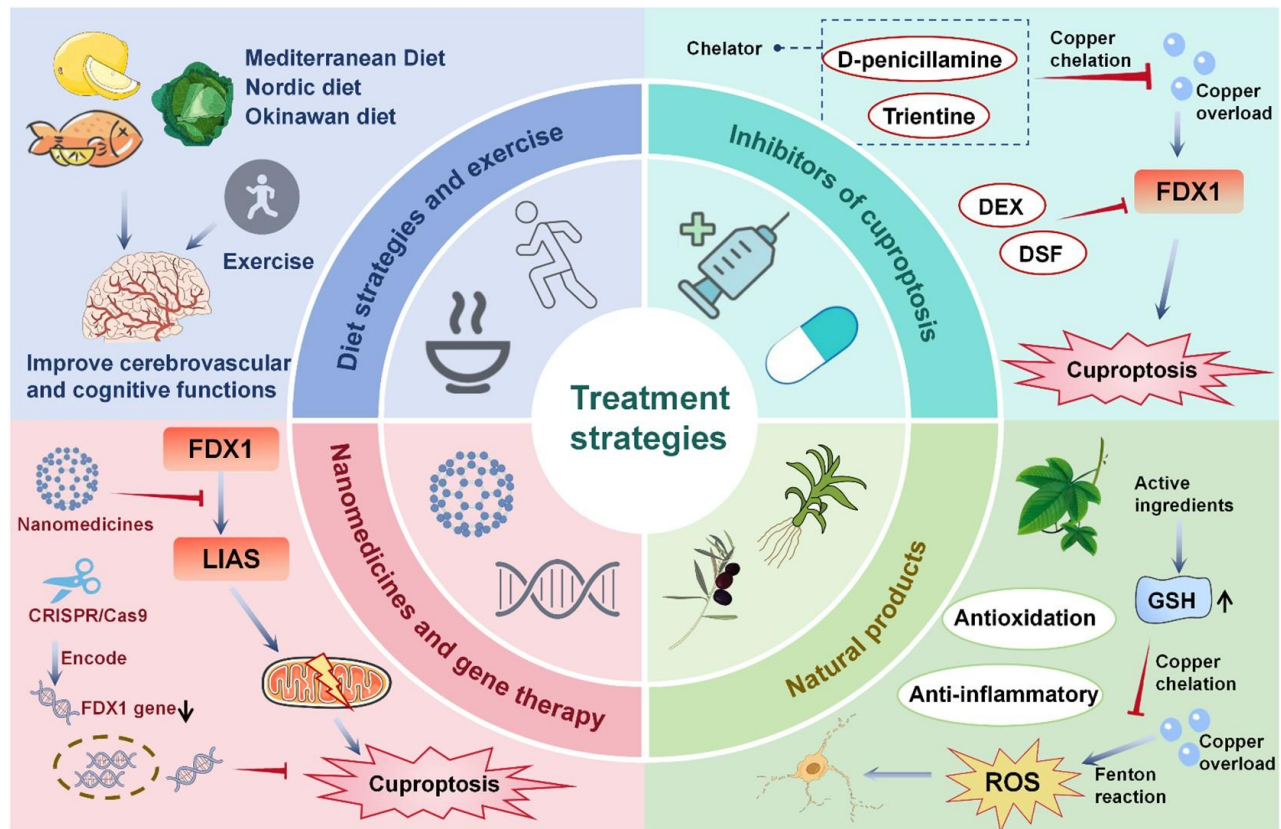 Mediterranean Diet
Nordic diet
Okinawan diet
Exercise
Improve cerebrovascular
and cognitive functions
Diet strategies and exercise
Chelator
D-penicillamine
Trientine
Copper
chelation
Copper
overload
FDX1
DEX
DSF
Cuproptosis
Inhibitors of cuproptosis
Treatment
strategies
FDX1
Nanomedicines
LIAS
CRISPR/Cas9
Encode
FDX1 gene
Cuproptosis
Nanomedicines and gene therapy
Natural products
Active
ingredients
GSH
Antioxidation
Anti-inflammatory
Copper
chelation
Copper
overload
ROS
Fenton
reaction